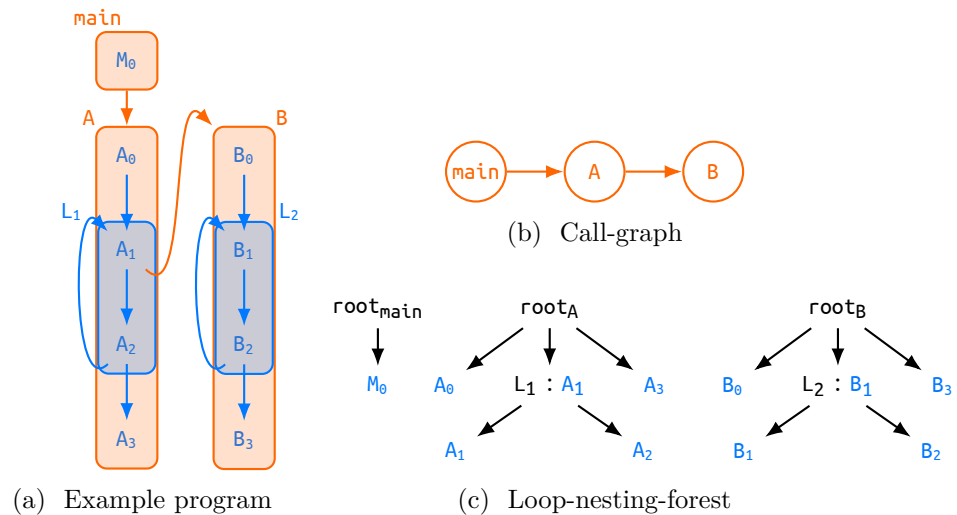 main
M₀
A
B
A₀
B₀
L₁
L₂
A₁
B₁
A₂
B₂
A₃
B₃
(a) Example program
main
A
B
(b) Call-graph
root_main
root_A
root_B
M₀
A₀
L₁ : A₁
A₃
B₀
L₂ : B₁
B₃
A₁
A₂
B₁
B₂
(c) Loop-nesting-forest